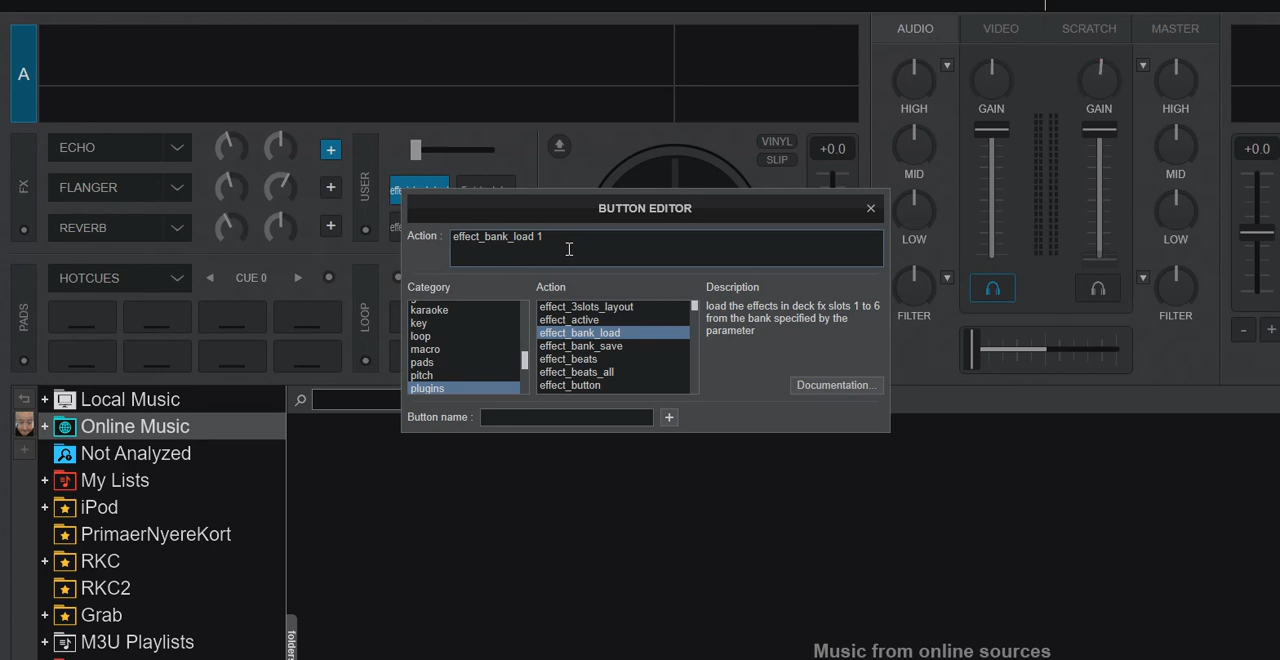 A
AUDIO
VIDEO
SCRATCH
MASTER
HIGH
GAIN
GAIN
HIGH
FX
ECHO
FLANGER
REVERB
+
+
+
USER
VINYL
SLIP
+0.0
MID
MID
+0.0
LOW
LOW
FILTER
FILTER
-
+
PADS
HOTCUES
CUE 0
LOOP
BUTTON EDITOR
Action :
effect_bank_load 1
Category
Action
Description
karaoke
key
loop
macro
pads
pitch
plugins
effect_3slots_layout
effect_active
effect_bank_load
effect_bank_save
effect_beats
effect_beats_all
effect_button
load the effects in deck fx slots 1 to 6
from the bank specified by the
parameter
Documentation...
Button name :
+
+ Local Music
+ Online Music
Not Analyzed
+ My Lists
+ iPod
PrimaerNyereKort
+ RKC
RKC2
+ Grab
+ M3U Playlists
folders
Music from online sources